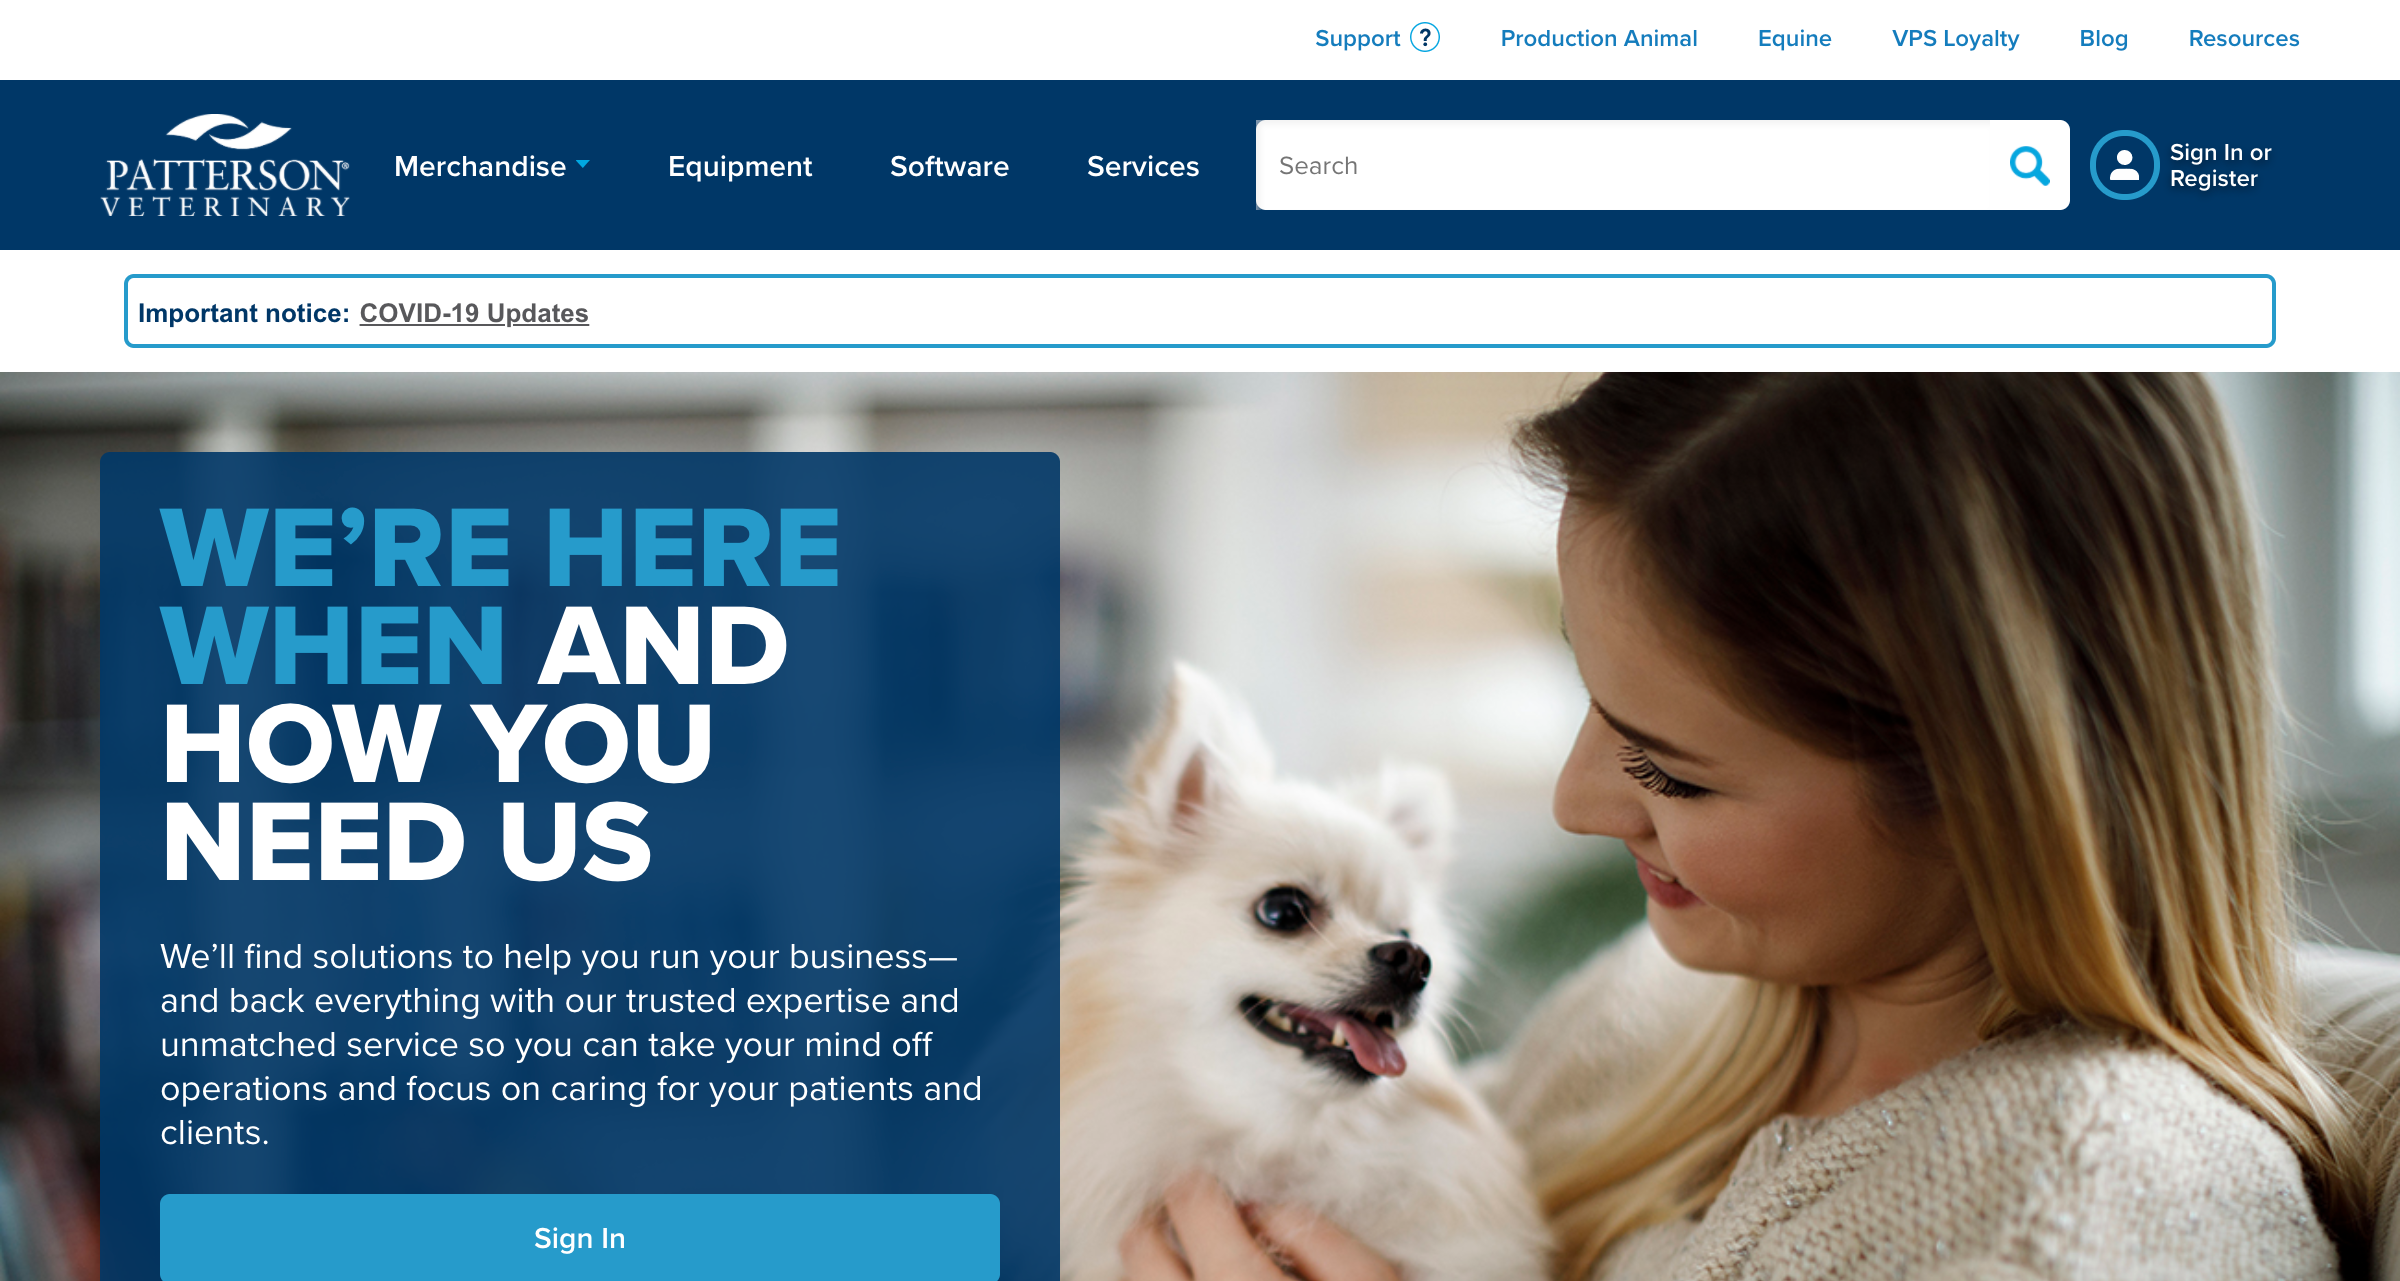 Support ?
Production Animal
Equine
VPS Loyalty
Blog
Resources
PATTERSON®
VETERINARY
Merchandise
Equipment
Software
Services
Search
Sign In or
Register
Important notice: COVID-19 Updates
WE’RE HERE
WHEN AND
HOW YOU
NEED US
We’ll find solutions to help you run your business—
and back everything with our trusted expertise and
unmatched service so you can take your mind off
operations and focus on caring for your patients and
clients.
Sign In